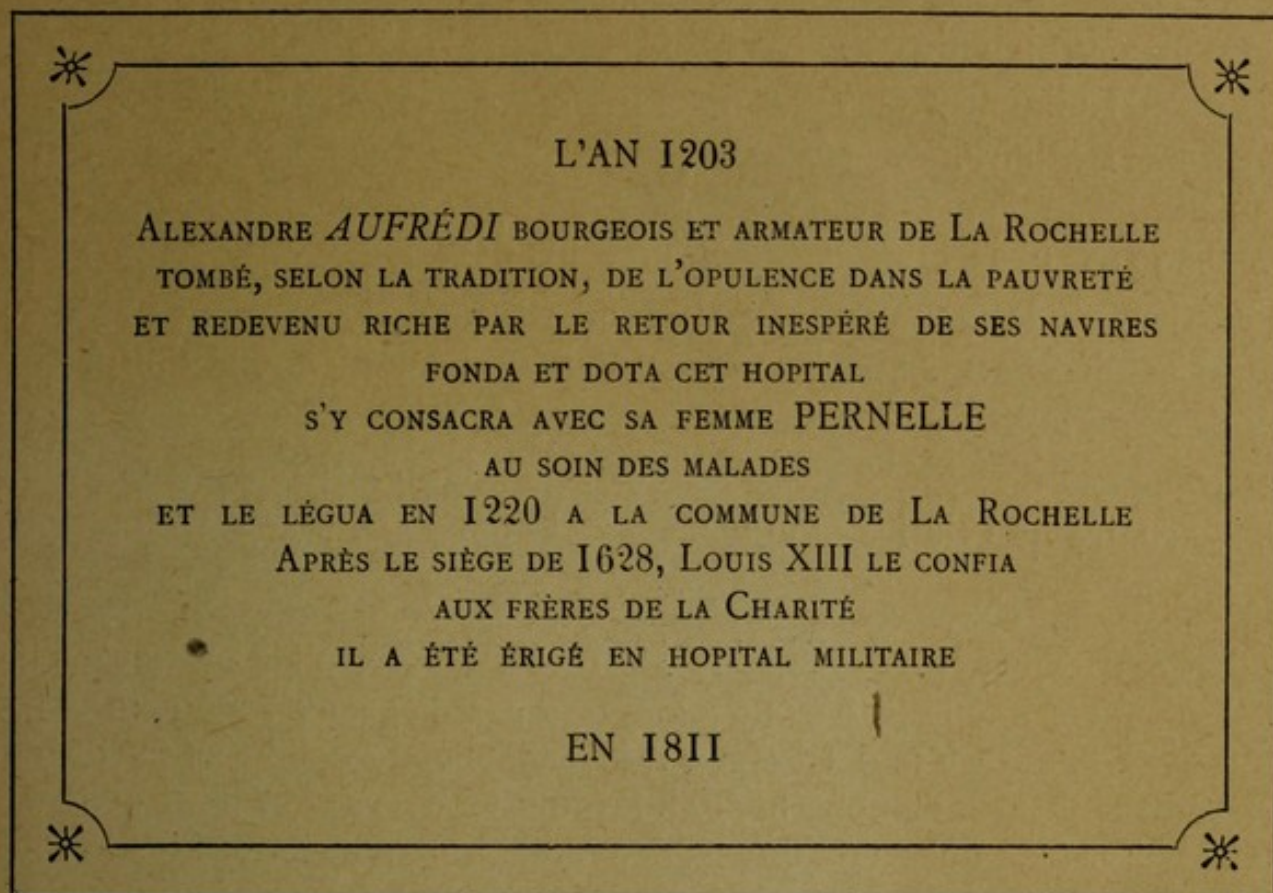 L'AN 1203
ALEXANDRE AUFRÉDI BOURGEOIS ET ARMATEUR DE LA ROCHELLE
TOMBÉ, SELON LA TRADITION, DE L'OPULENCE DANS LA PAUVRETÉ
ET REDEVENU RICHE PAR LE RETOUR INESPÉRÉ DE SES NAVIRES
FONDA ET DOTA CET HOPITAL
S'Y CONSACRA AVEC SA FEMME PERNELLE
AU SOIN DES MALADES
ET LE LÉGUA EN 1220 A LA COMMUNE DE LA ROCHELLE
APRÈS LE SIÈGE DE 1628, LOUIS XIII LE CONFIA
AUX FRÈRES DE LA CHARITÉ
IL A ÉTÉ ÉRIGÉ EN HOPITAL MILITAIRE
EN 1811